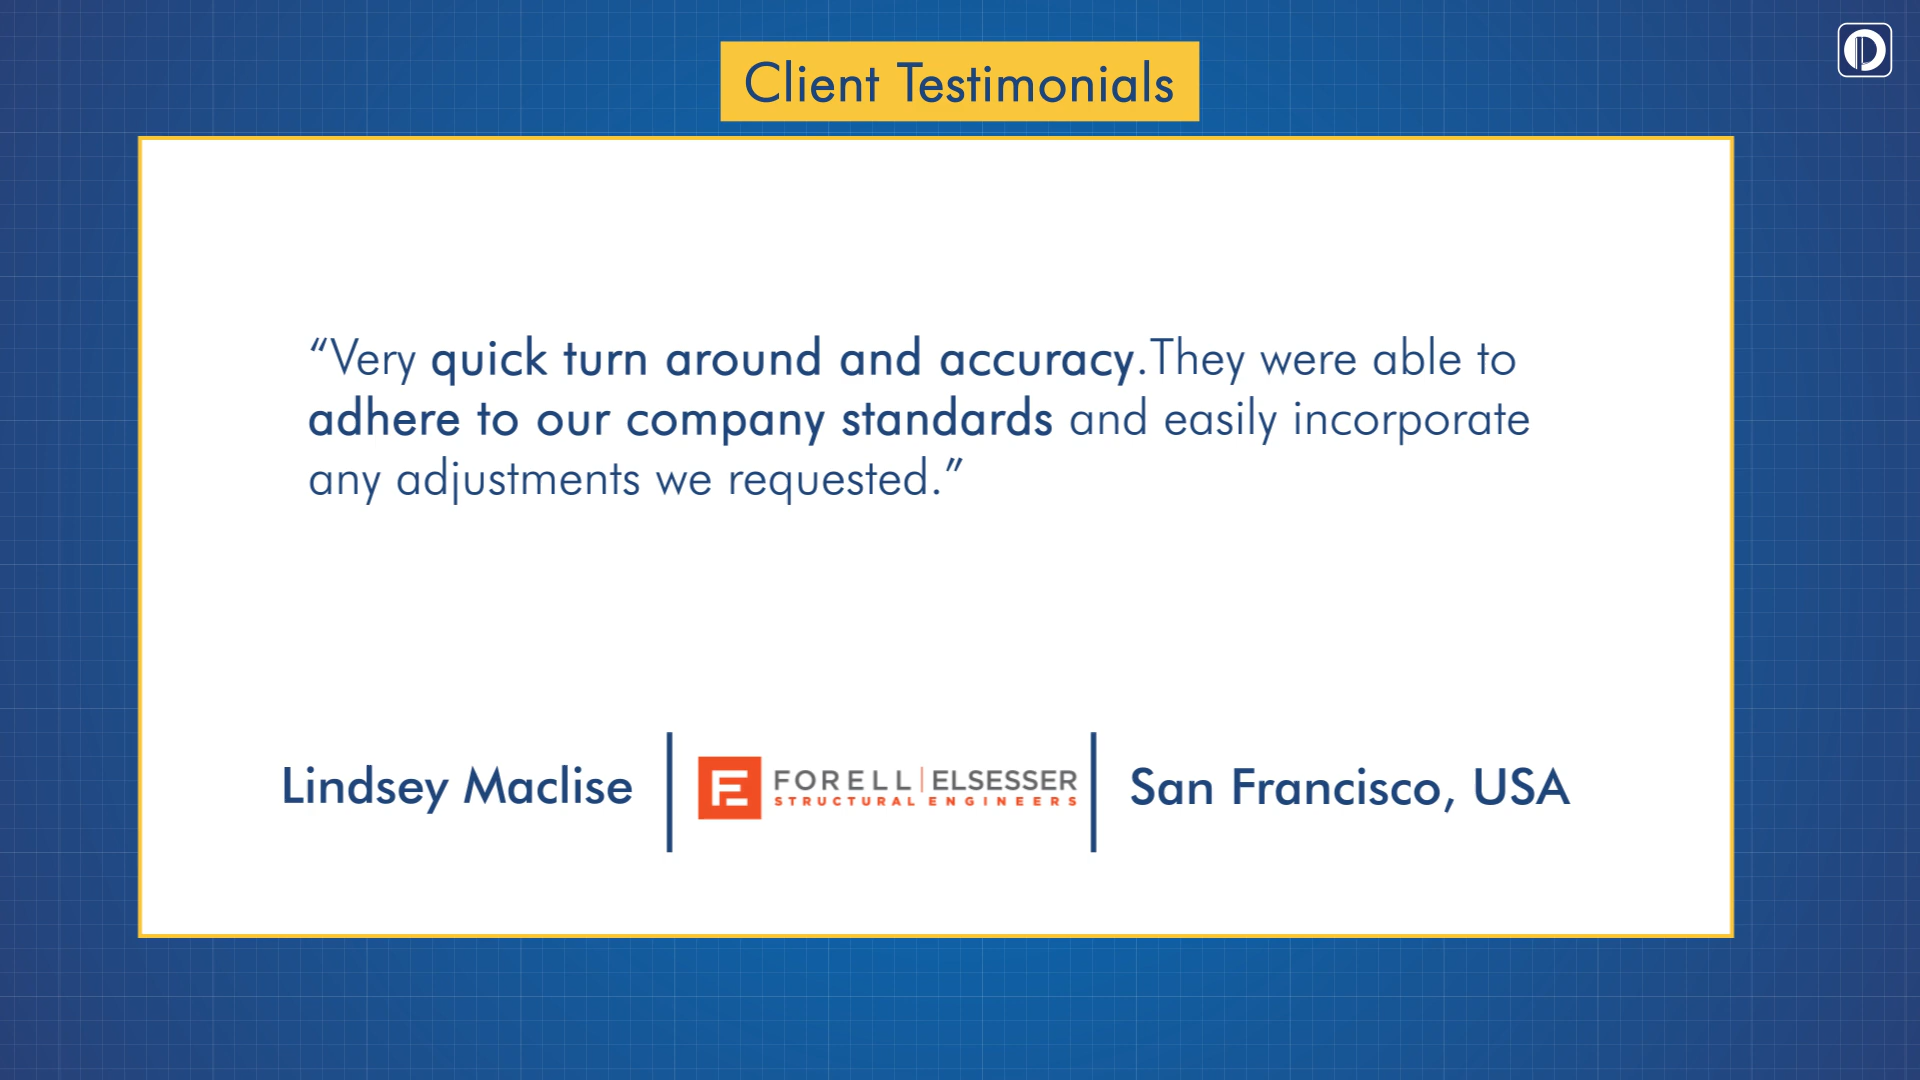 Client Testimonials
“Very quick turn around and accuracy.They were able to
adhere to our company standards and easily incorporate
any adjustments we requested.”
Lindsey Maclise
FORELL|ELSESSER
STRUCTURAL ENGINEERS
San Francisco, USA